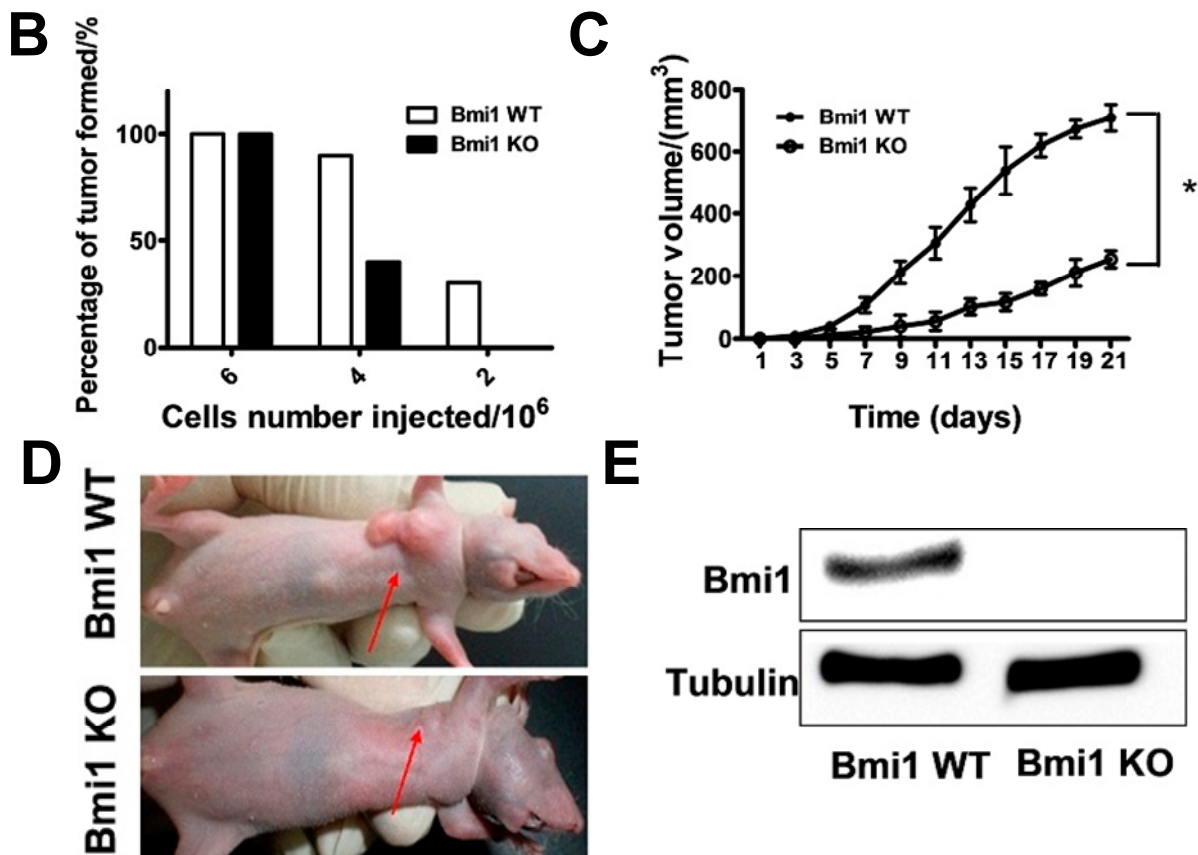 B
Percentage of tumor formed/%
100
50
0
Bmi1 WT
Bmi1 KO
6
4
2
Cells number injected/10⁶
C
Tumor volume/(mm³)
800
600
400
200
0
Bmi1 WT
Bmi1 KO
*
1 3 5 7 9 11 13 15 17 19 21
Time (days)
D
Bmi1 WT
Bmi1 KO
E
Bmi1
Tubulin
Bmi1 WT Bmi1 KO